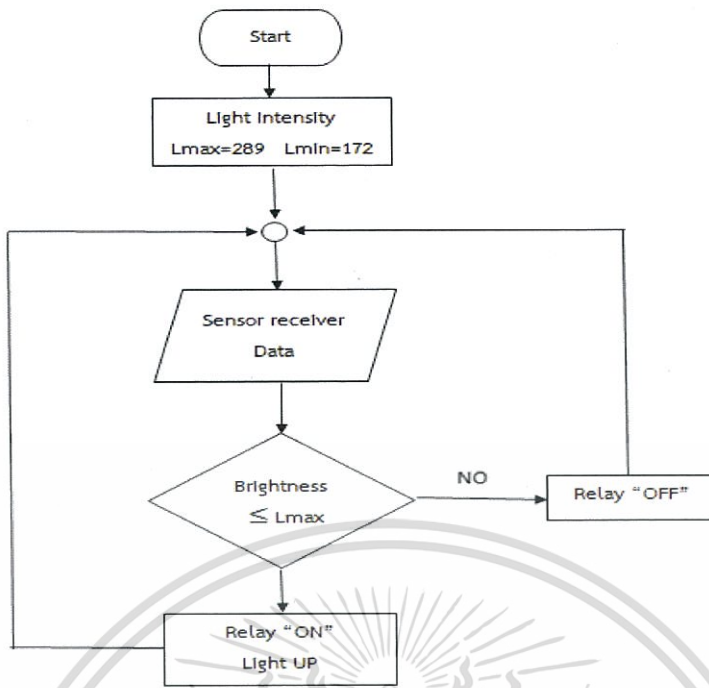 Start
Light Intensity
Lmax=289 Lmin=172
Sensor receiver
Data
Brightness
≤ Lmax
NO
Relay “OFF”
Relay “ON”
Light UP